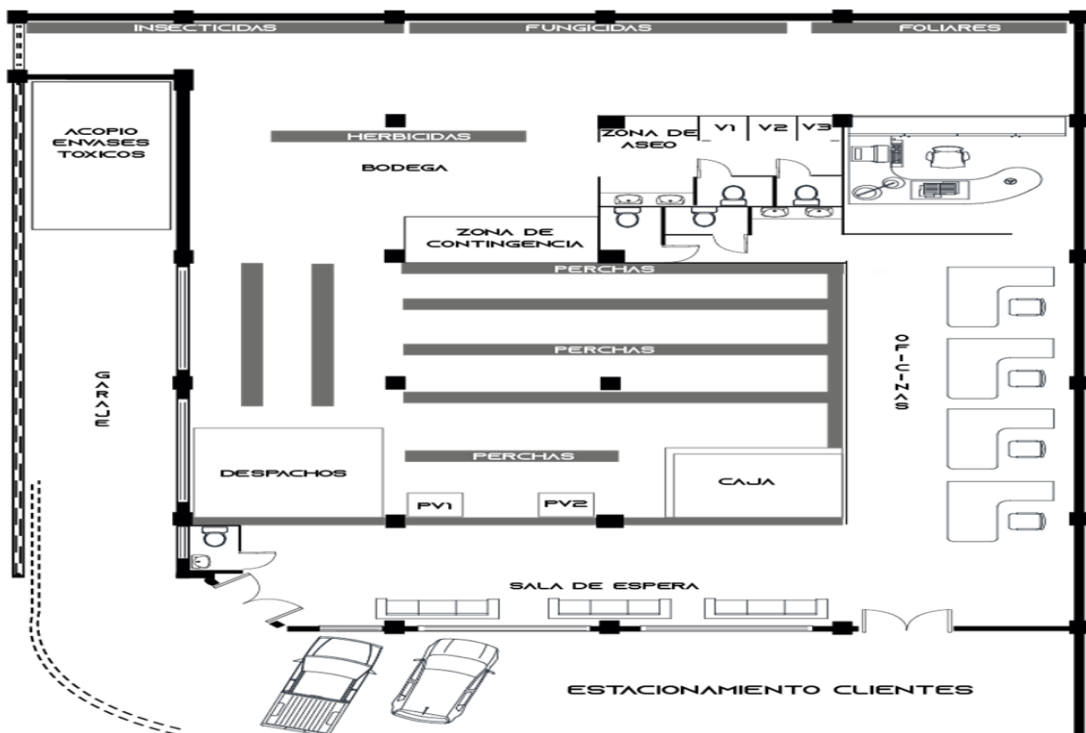 INSECTICIDAS
FUNGICIDAS
FOLIARES
ACOPIO
ENVASES
TOXICOS
HERBICIDAS
BODEGA
ZONA DE
ASEO
V1
V2
V3
ZONA DE
CONTINGENCIA
PERCHAS
PERCHAS
OFICINAS
GARAJE
PERCHAS
DESPACHOS
CAJA
PV1
PV2
SALA DE ESPERA
ESTACIONAMIENTO CLIENTES